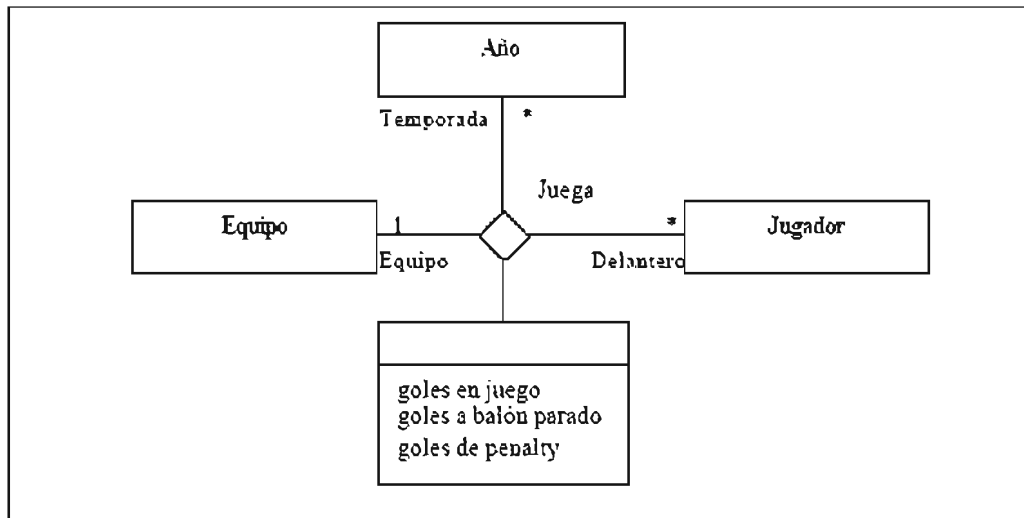 Año
Temporada *
Juega
Equipo 1 * Jugador
Equipo Delantero
goles en juego
goles a balón parado
goles de penalty